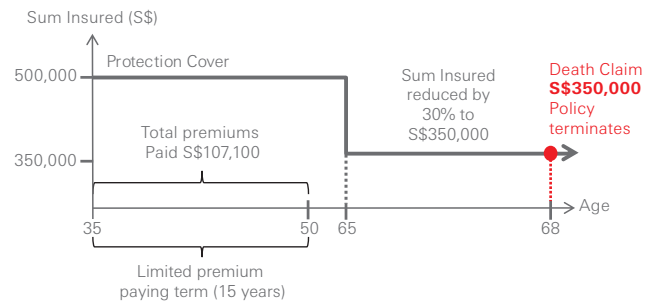 Sum Insured (S$)
500,000
Protection Cover
Sum Insured
reduced by
30% to
S$350,000
Death Claim
S$350,000
Policy
terminates
Total premiums
Paid S$107,100
350,000
Age
35
50
65
68
Limited premium
paying term (15 years)